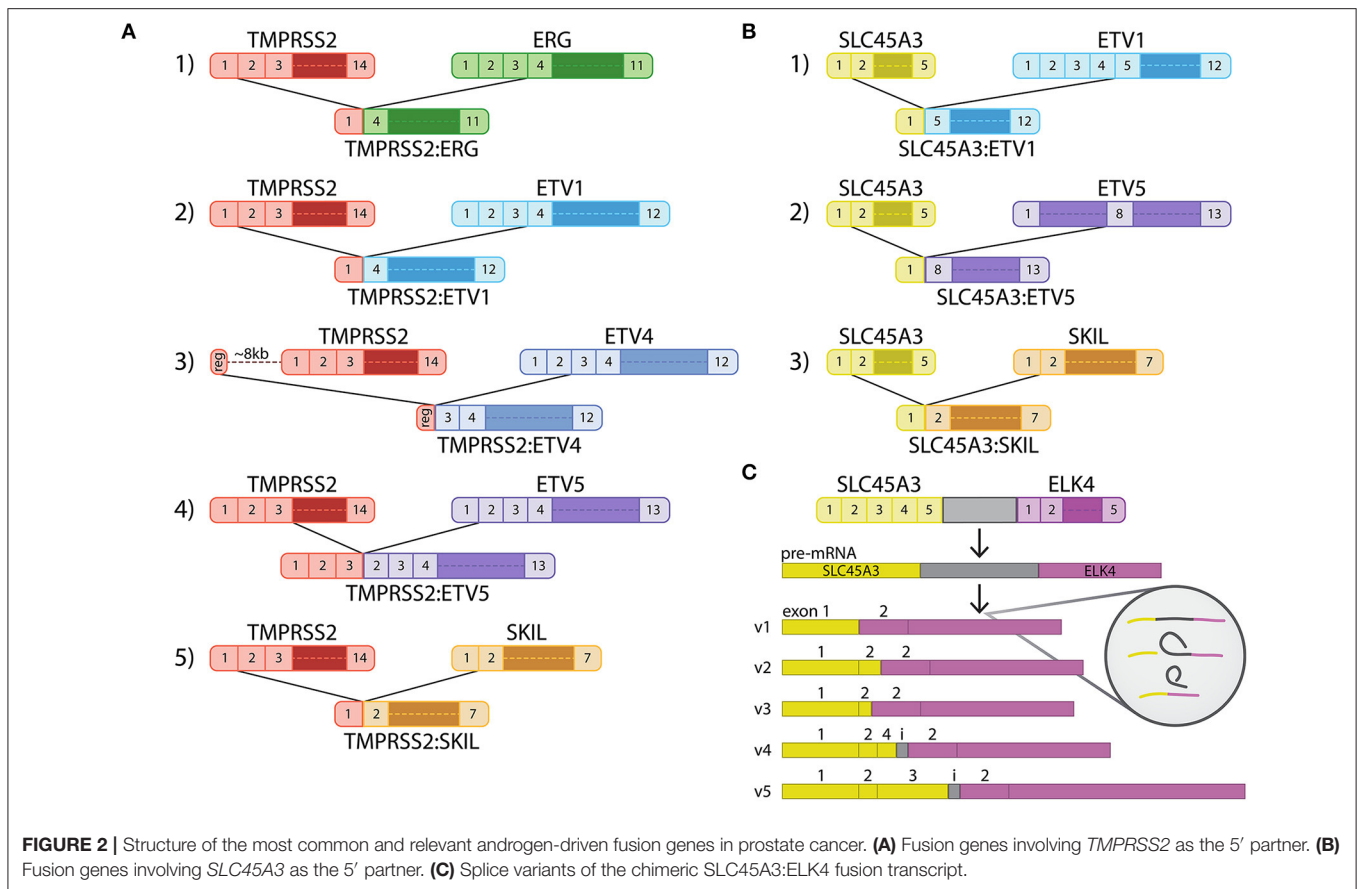 A
1)
TMPRSS2
ERG
1 2 3 14
1 2 3 4 11
1 4 11
TMPRSS2:ERG
2)
TMPRSS2
ETV1
1 2 3 14
1 2 3 4 12
1 4 12
TMPRSS2:ETV1
3)
TMPRSS2
ETV4
reg ~8kb 1 2 3 14
1 2 3 4 12
reg 3 4 12
TMPRSS2:ETV4
4)
TMPRSS2
ETV5
1 2 3 14
1 2 3 4 13
1 2 3 2 3 4 13
TMPRSS2:ETV5
5)
TMPRSS2
SKIL
1 2 3 14
1 2 7
1 2 7
TMPRSS2:SKIL
B
1)
SLC45A3
ETV1
1 2 5
1 2 3 4 5 12
1 5 12
SLC45A3:ETV1
2)
SLC45A3
ETV5
1 2 5
1 8 13
1 8 13
SLC45A3:ETV5
3)
SLC45A3
SKIL
1 2 5
1 2 7
1 2 7
SLC45A3:SKIL
C
SLC45A3
ELK4
1 2 3 4 5
1 2 5
pre-mRNA
SLC45A3
ELK4
exon 1 2
v1
1 2 2
v2
1 2 2
v3
1 2 4 i 2
v4
1 2 3 i 2
v5
FIGURE 2 | Structure of the most common and relevant androgen-driven fusion genes in prostate cancer. (A) Fusion genes involving TMPRSS2 as the 5′ partner. (B)
Fusion genes involving SLC45A3 as the 5′ partner. (C) Splice variants of the chimeric SLC45A3:ELK4 fusion transcript.